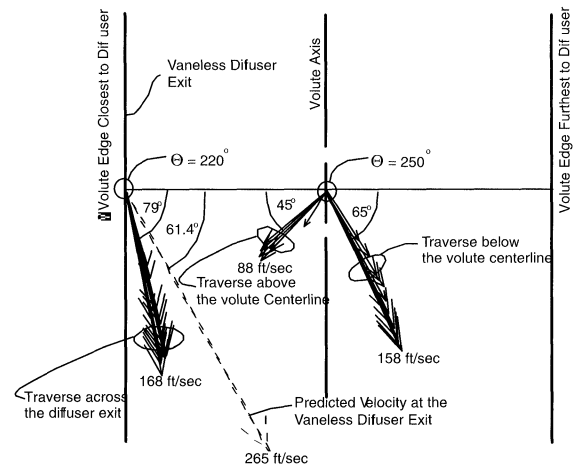 Volute Edge Closest to Dif user
Vaneless Difuser
Exit
Volute Axis
Volute Edge Furthest to Dif user
Θ = 220°
Θ = 250°
79°
61.4°
45°
65°
88 ft/sec
Traverse above
the volute Centerline
Traverse below
the volute centerline
158 ft/sec
168 ft/sec
Traverse across
the diffuser exit
Predicted Velocity at the
Vaneless Difuser Exit
265 ft/sec